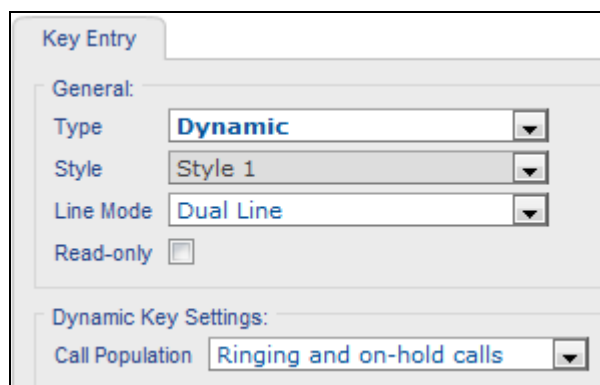 Key Entry
General:
Type Dynamic
Style Style 1
Line Mode Dual Line
Read-only
Dynamic Key Settings:
Call Population Ringing and on-hold calls